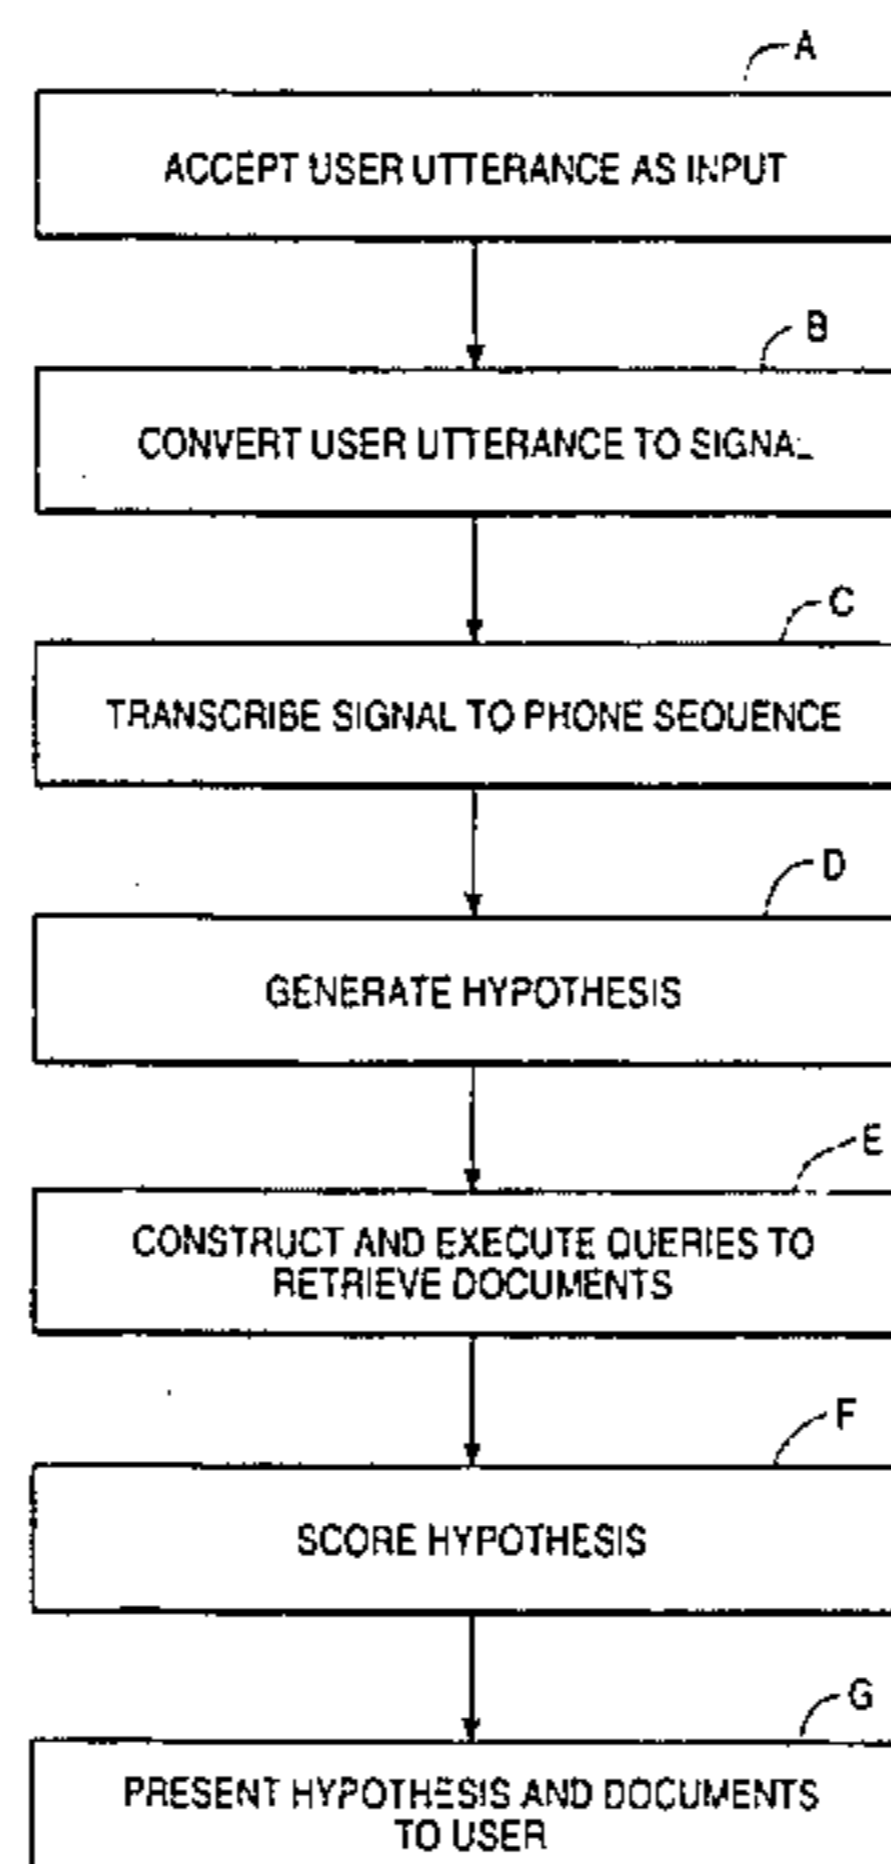 A
ACCEPT USER UTTERANCE AS INPUT
B
CONVERT USER UTTERANCE TO SIGNAL
C
TRANSCRIBE SIGNAL TO PHONE SEQUENCE
D
GENERATE HYPOTHESIS
E
CONSTRUCT AND EXECUTE QUERIES TO
RETRIEVE DOCUMENTS
F
SCORE HYPOTHESIS
G
PRESENT HYPOTHESIS AND DOCUMENTS
TO USER